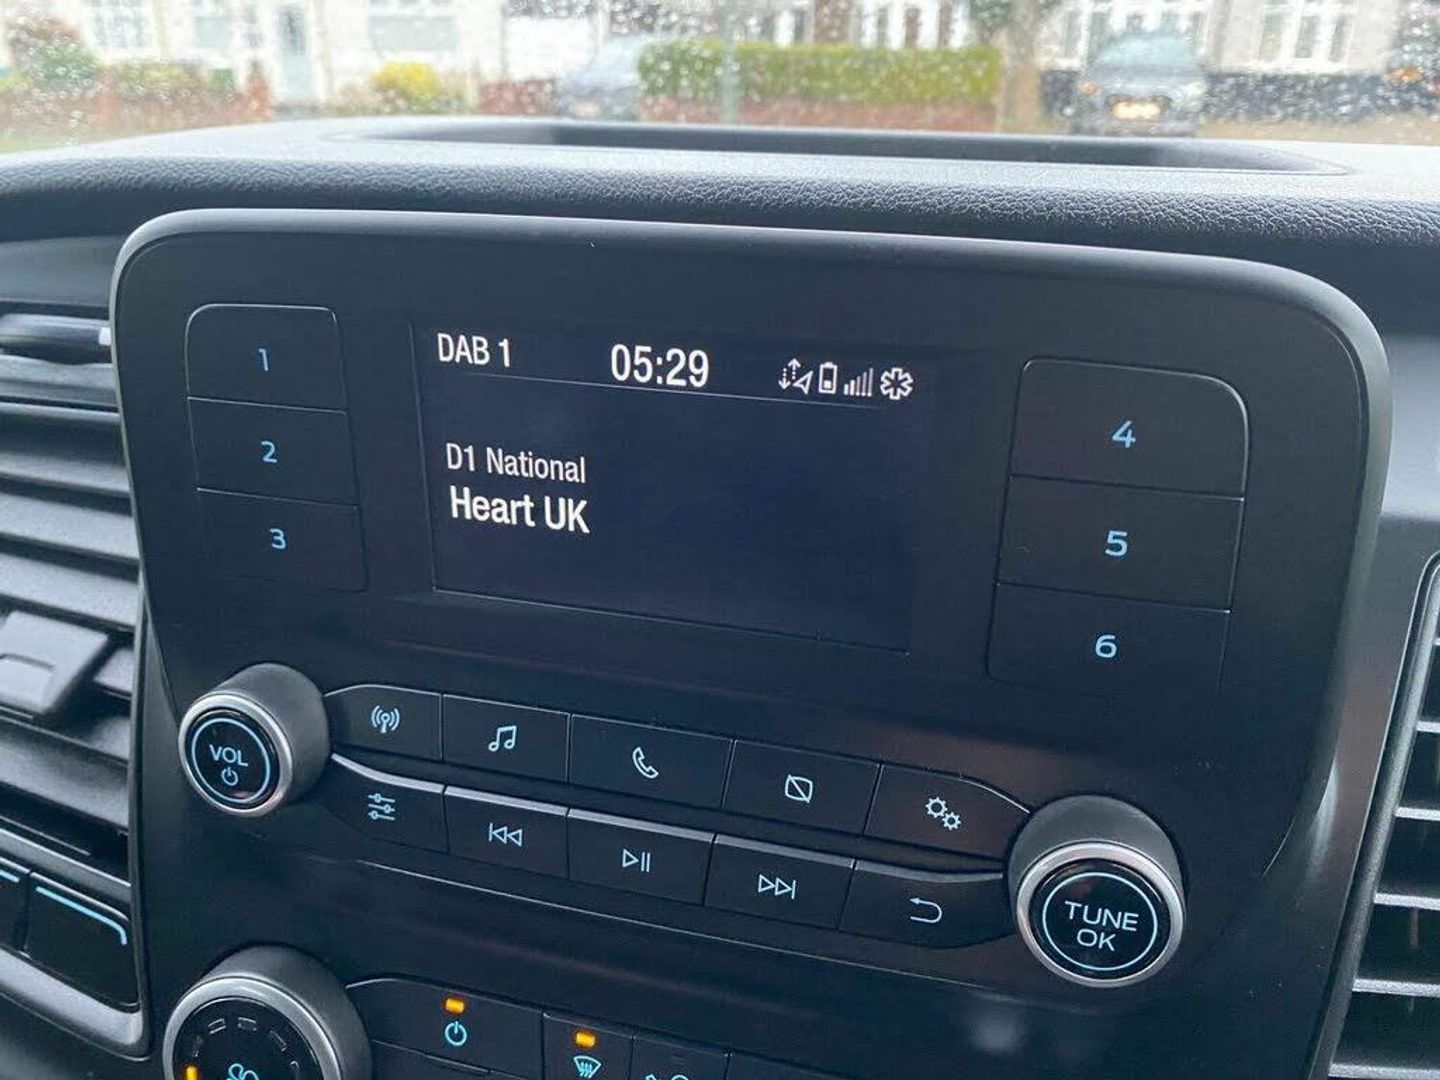 DAB 1 05:29
D1 National
Heart UK
1
2
3
4
5
6
VOL
TUNE
OK